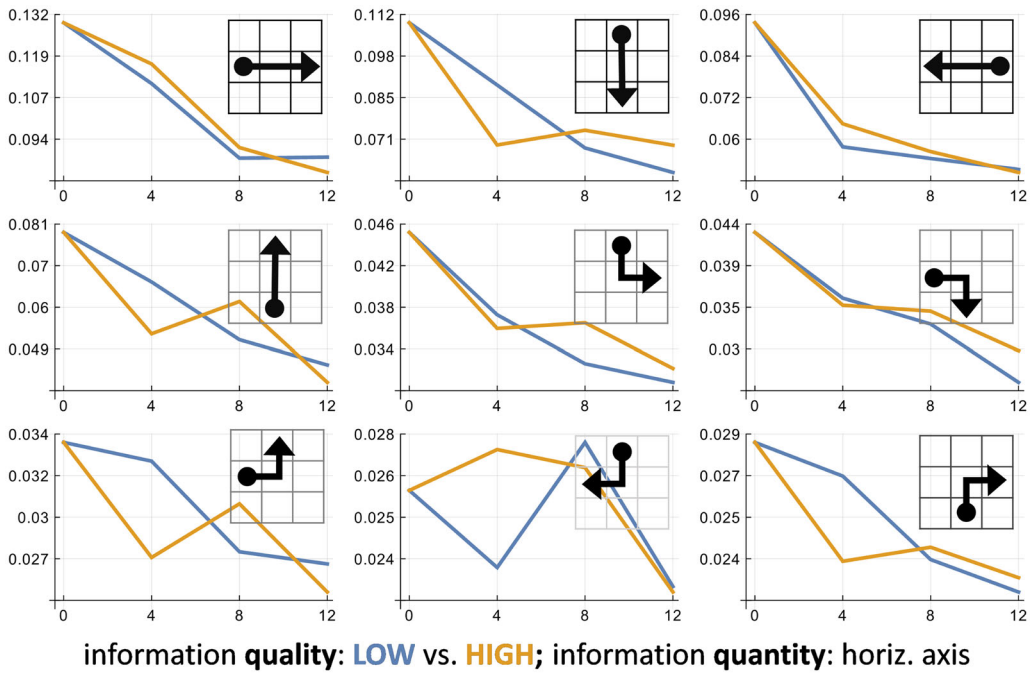 0.132 0.112 0.096
0.119 0.098 0.084
0.107 0.085 0.072
0.094 0.071 0.06
0 4 8 12 0 4 8 12 0 4 8 12
0.081 0.046 0.044
0.07 0.042 0.039
0.06 0.038 0.035
0.049 0.034 0.03
0 4 8 12 0 4 8 12 0 4 8 12
0.034 0.028 0.029
0.032 0.026 0.027
0.03 0.025 0.026
0.027 0.024 0.024
0 4 8 12 0 4 8 12 0 4 8 12
information quality: LOW vs. HIGH; information quantity: horiz. axis